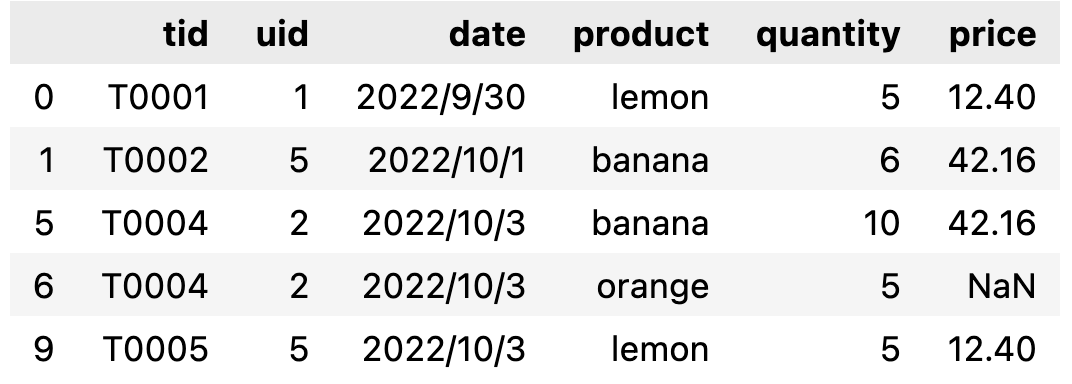 tid uid date product quantity price
0 T0001 1 2022/9/30 lemon 5 12.40
1 T0002 5 2022/10/1 banana 6 42.16
5 T0004 2 2022/10/3 banana 10 42.16
6 T0004 2 2022/10/3 orange 5 NaN
9 T0005 5 2022/10/3 lemon 5 12.40